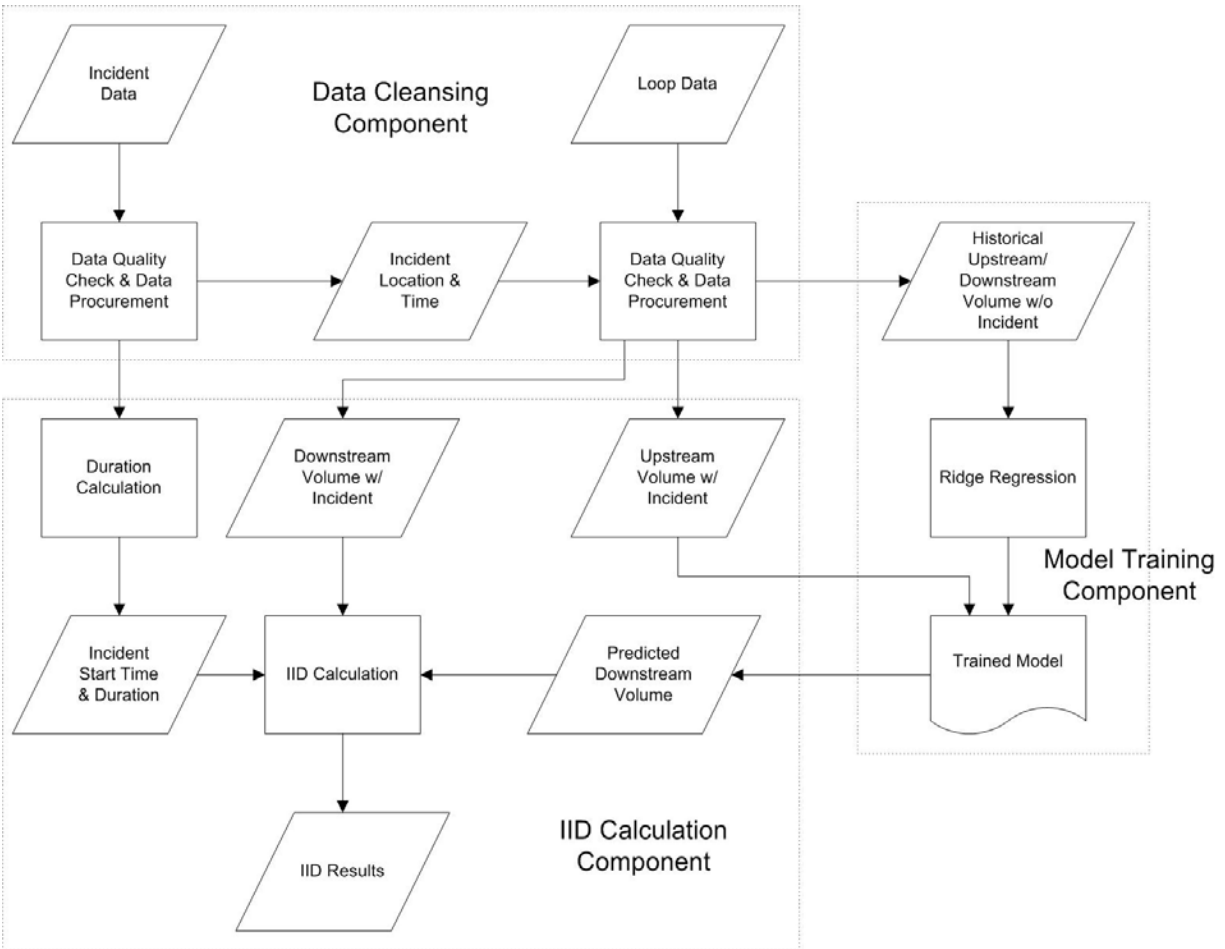 Incident
Data
Data Cleansing
Component
Loop Data
Data Quality
Check & Data
Procurement
Incident
Location &
Time
Data Quality
Check & Data
Procurement
Historical
Upstream/
Downstream
Volume w/o
Incident
Duration
Calculation
Downstream
Volume w/
Incident
Upstream
Volume w/
Incident
Ridge Regression
Model Training
Component
Incident
Start Time
& Duration
IID Calculation
Predicted
Downstream
Volume
Trained Model
IID Results
IID Calculation
Component